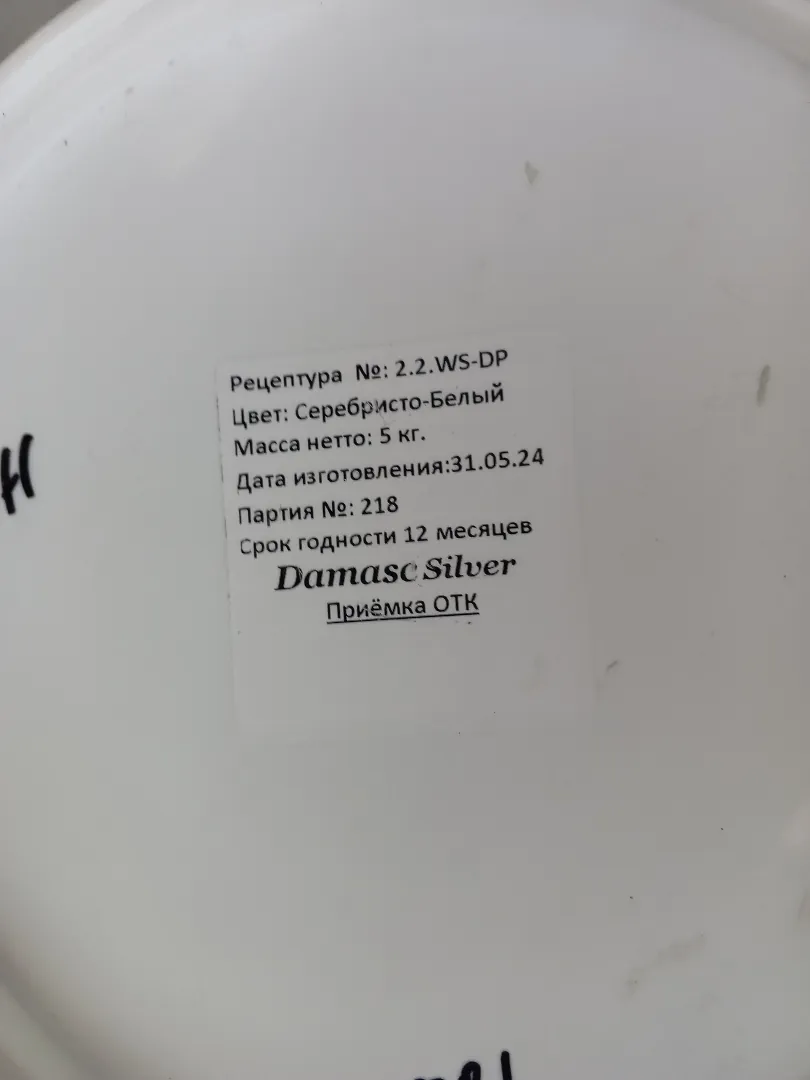 Рецептура №: 2.2.WS-DP
Цвет: Серебристо-Белый
Масса нетто: 5 кг.
Дата изготовления:31.05.24
Партия №: 218
Срок годности 12 месяцев
Damasc Silver
Приёмка ОТК